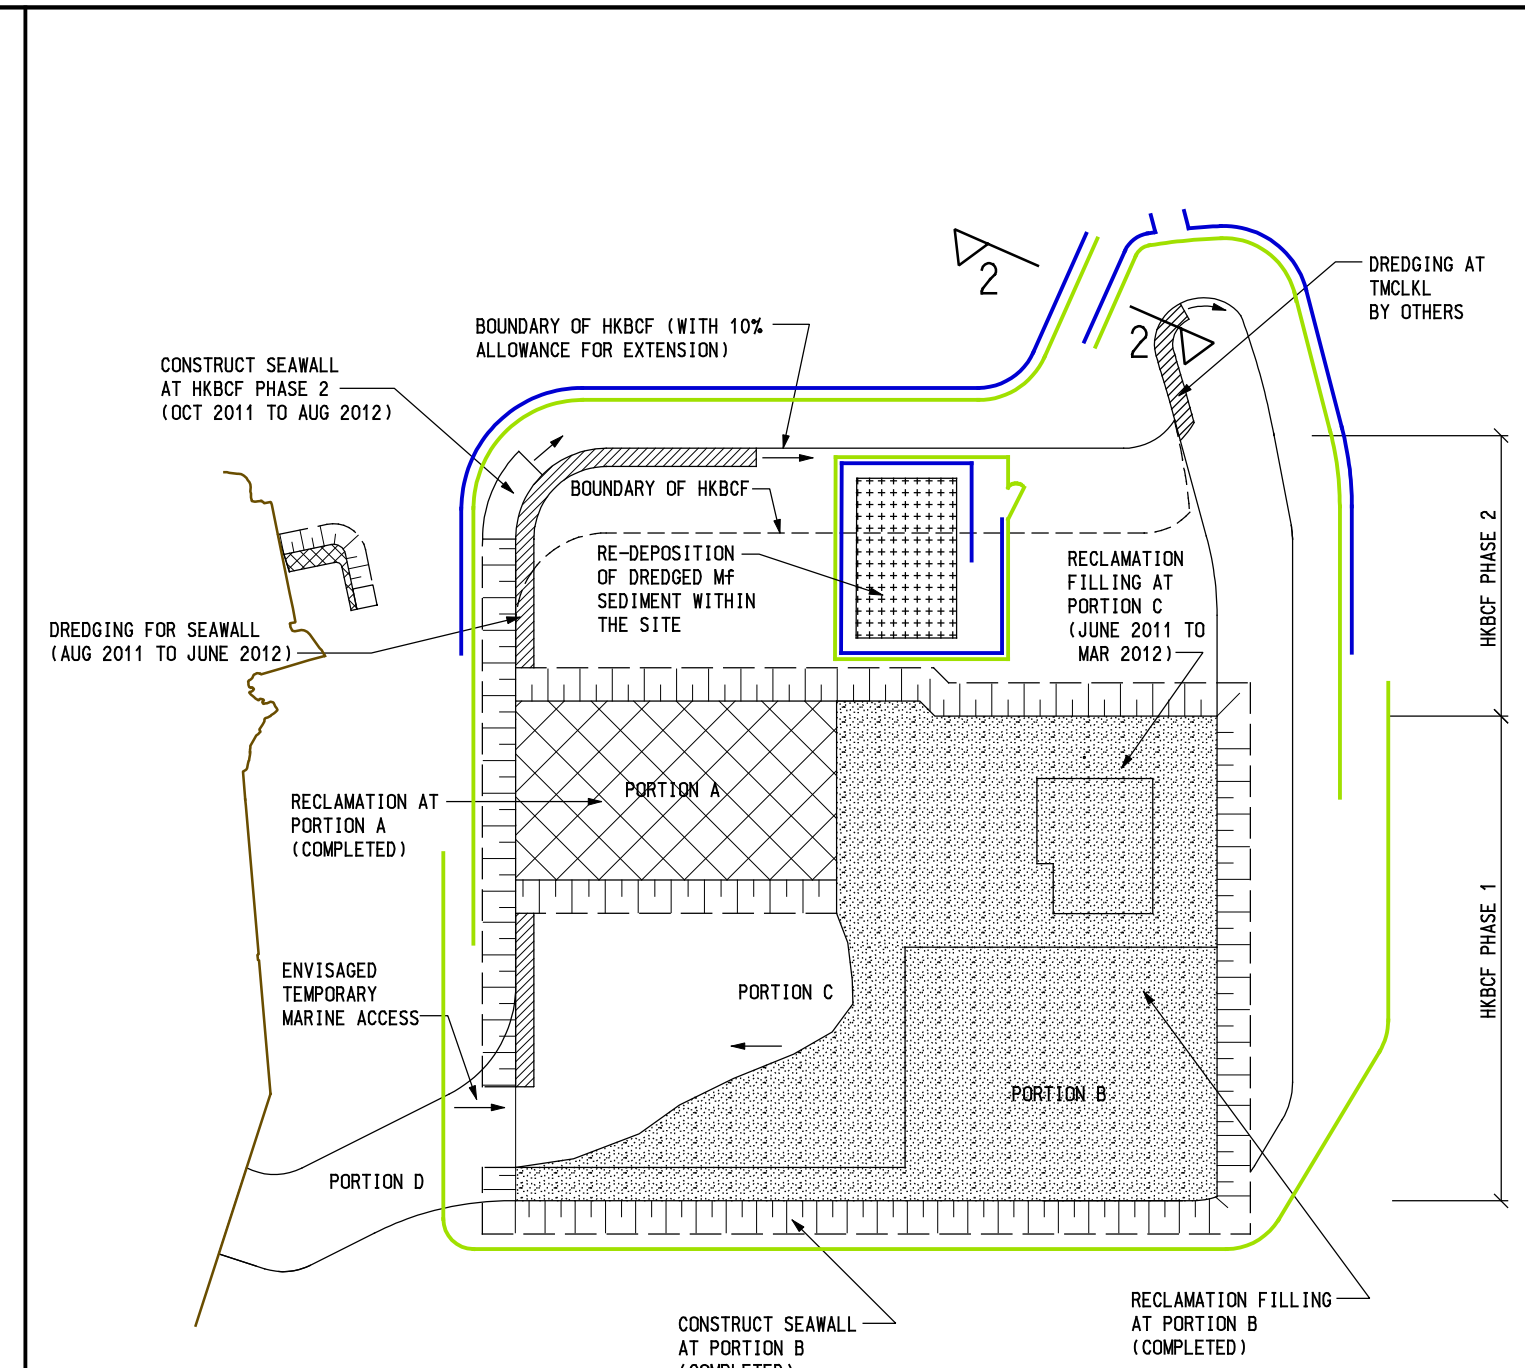 2
DREDGING AT
TMCLKL
BY OTHERS
2
BOUNDARY OF HKBCF (WITH 10%
ALLOWANCE FOR EXTENSION)
CONSTRUCT SEAWALL
AT HKBCF PHASE 2
(OCT 2011 TO AUG 2012)
BOUNDARY OF HKBCF
RE-DEPOSITION
OF DREDGED Mf
SEDIMENT WITHIN
THE SITE
RECLAMATION
FILLING AT
PORTION C
(JUNE 2011 TO
MAR 2012)
HKBCF PHASE 2
DREDGING FOR SEAWALL
(AUG 2011 TO JUNE 2012)
PORTION A
RECLAMATION AT
PORTION A
(COMPLETED)
HKBCF PHASE 1
ENVISAGED
TEMPORARY
MARINE ACCESS
PORTION C
PORTION B
PORTION D
RECLAMATION FILLING
AT PORTION B
(COMPLETED)
CONSTRUCT SEAWALL
AT PORTION B
(COMPLETED)